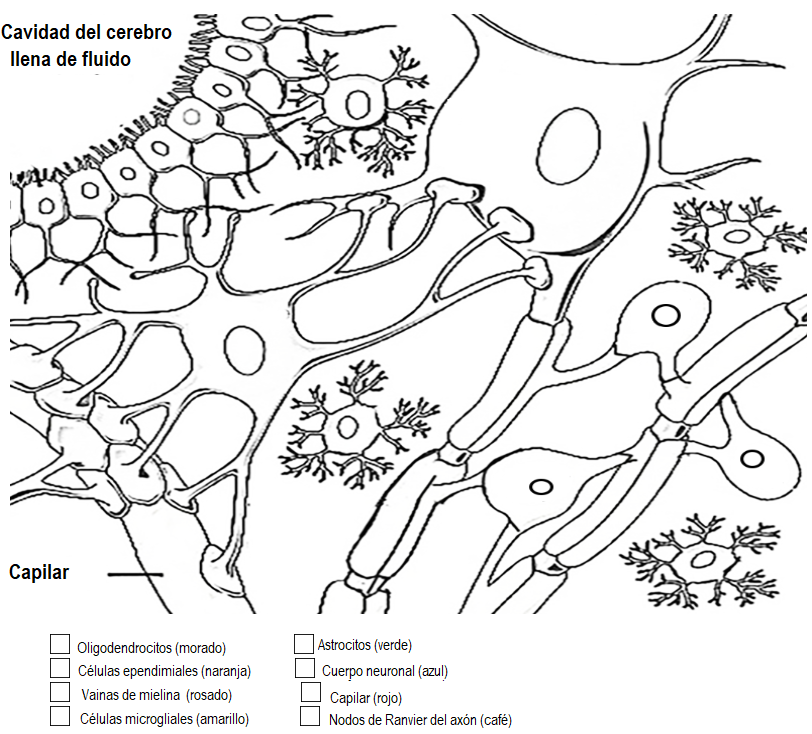 Cavidad del cerebro
llena de fluido
Capilar
Oligodendrocitos (morado)
Células ependimiales (naranja)
Vainas de mielina (rosado)
Células microgliales (amarillo)
Astrocitos (verde)
Cuerpo neuronal (azul)
Capilar (rojo)
Nodos de Ranvier del axón (café)